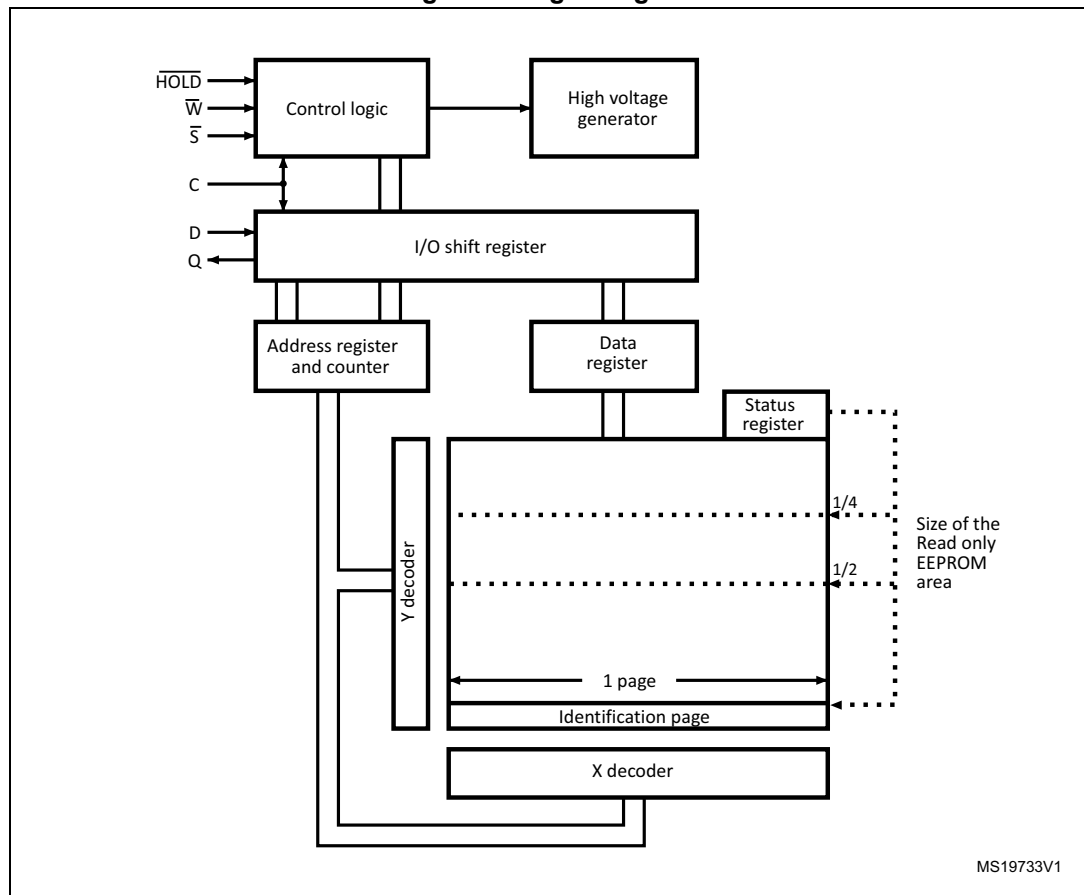 HOLD
W
S
C
D
Q
Control logic
High voltage
generator
I/O shift register
Address register
and counter
Data
register
Status
register
Y decoder
1/4
1/2
Size of the
Read only
EEPROM
area
1 page
Identification page
X decoder
MS19733V1